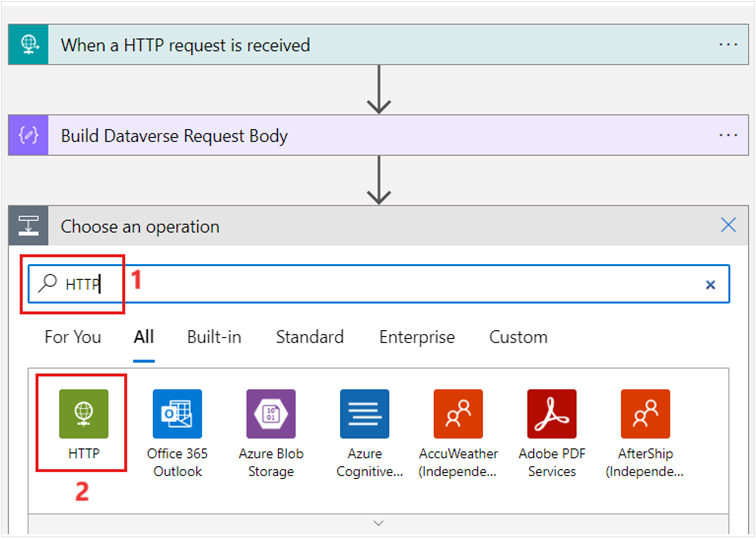 When a HTTP request is received
Build Dataverse Request Body
Choose an operation
HTTP
1
For You All Built-in Standard Enterprise Custom
HTTP Office 365 Azure Blob Azure AccuWeather Adobe PDF AfterShip
Outlook Storage Cognitive... (Independe... Services (Independe...
2